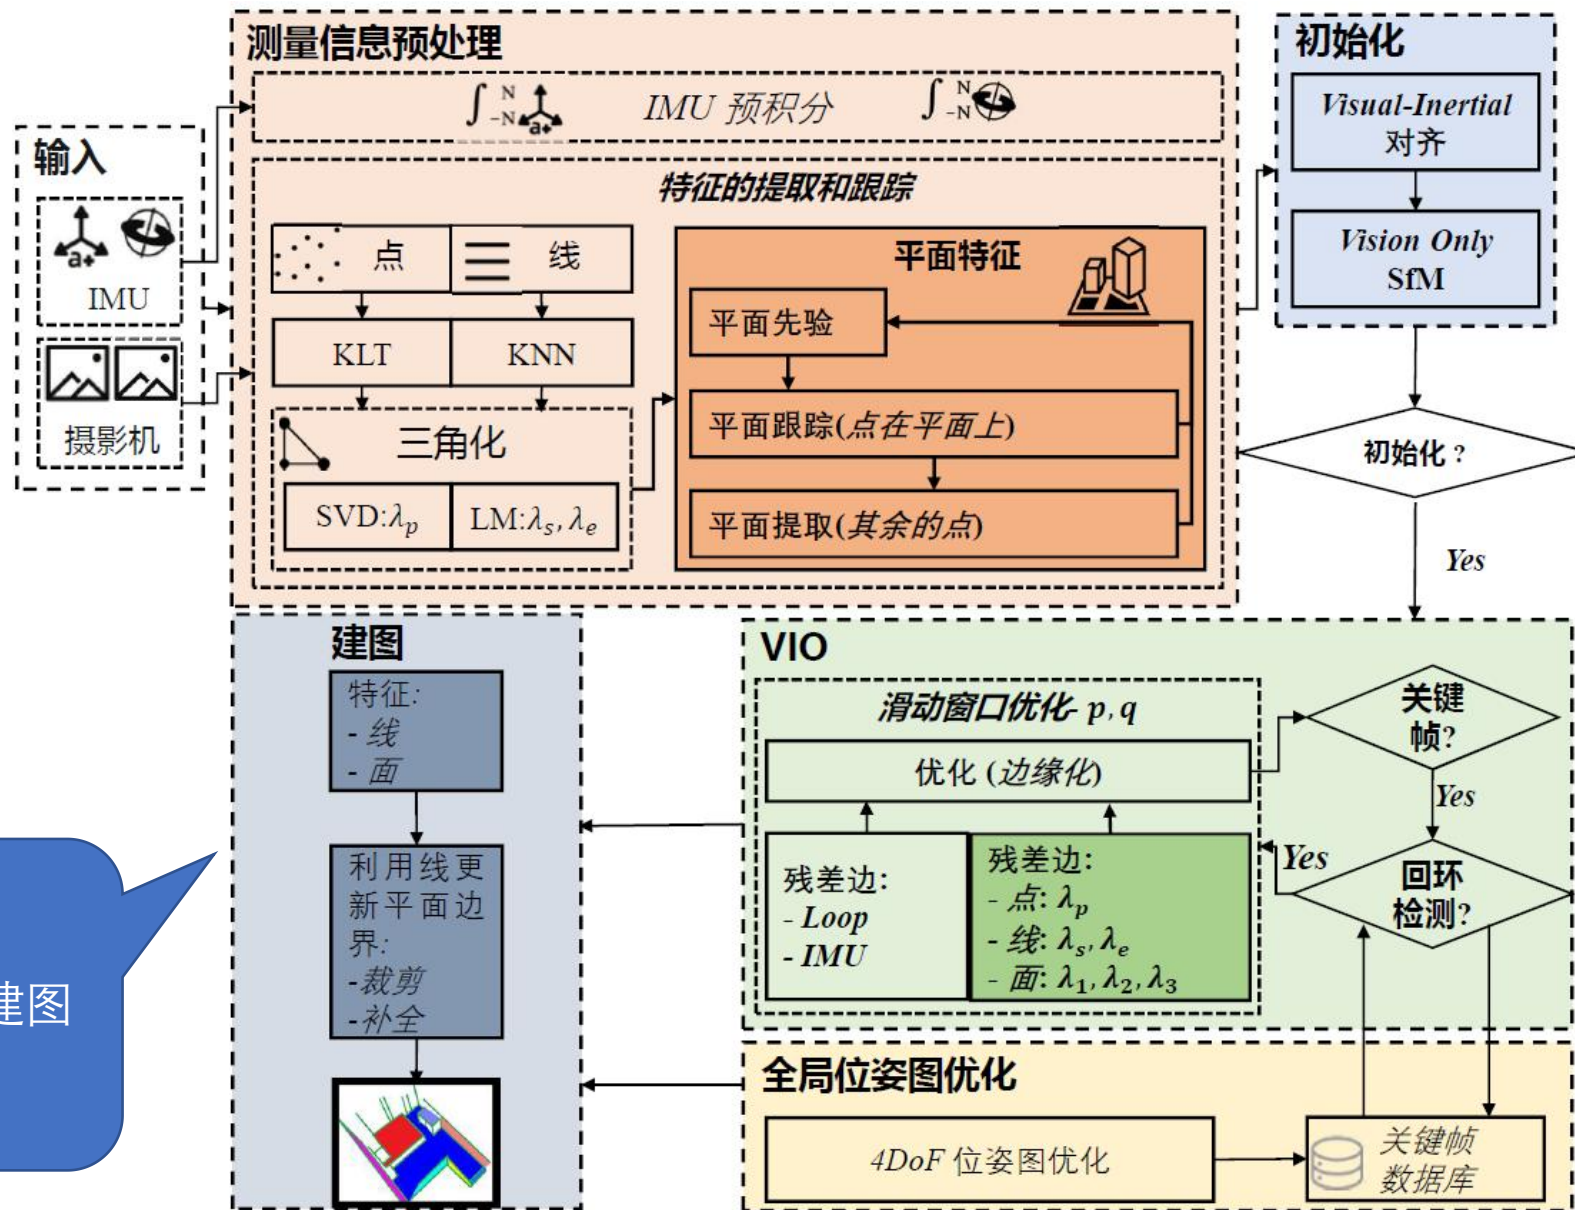 测量信息预处理
∫ N -N a+
IMU 预积分
∫ N -N
输入
a+
IMU
摄影机
特征的提取和跟踪
点
线
KLT
KNN
三角化
SVD:λp
LM:λs, λe
平面特征
平面先验
平面跟踪(点在平面上)
平面提取(其余的点)
初始化
Visual-Inertial
对齐
Vision Only
SfM
初始化 ?
Yes
建图
特征:
- 线
- 面
利用线更
新平面边
界:
-裁剪
-补全
建图
VIO
滑动窗口优化- p, q
优化 (边缘化)
残差边:
- Loop
- IMU
残差边:
- 点: λp
- 线: λs, λe
- 面: λ1, λ2, λ3
关键
帧?
Yes
回环
检测?
Yes
全局位姿图优化
4DoF 位姿图优化
关键帧
数据库